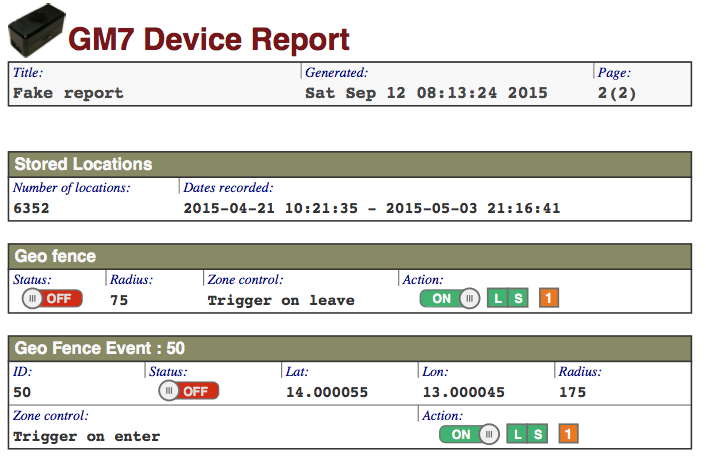 GM7 Device Report
Title: Generated: Page:
Fake report Sat Sep 12 08:13:24 2015 2(2)
Stored Locations
Number of locations: Dates recorded:
6352 2015-04-21 10:21:35 - 2015-05-03 21:16:41
Geo fence
Status: Radius: Zone control: Action:
OFF 75 Trigger on leave ON L S 1
Geo Fence Event : 50
ID: Status: Lat: Lon: Radius:
50 OFF 14.000055 13.000045 175
Zone control: Action:
Trigger on enter ON L S 1